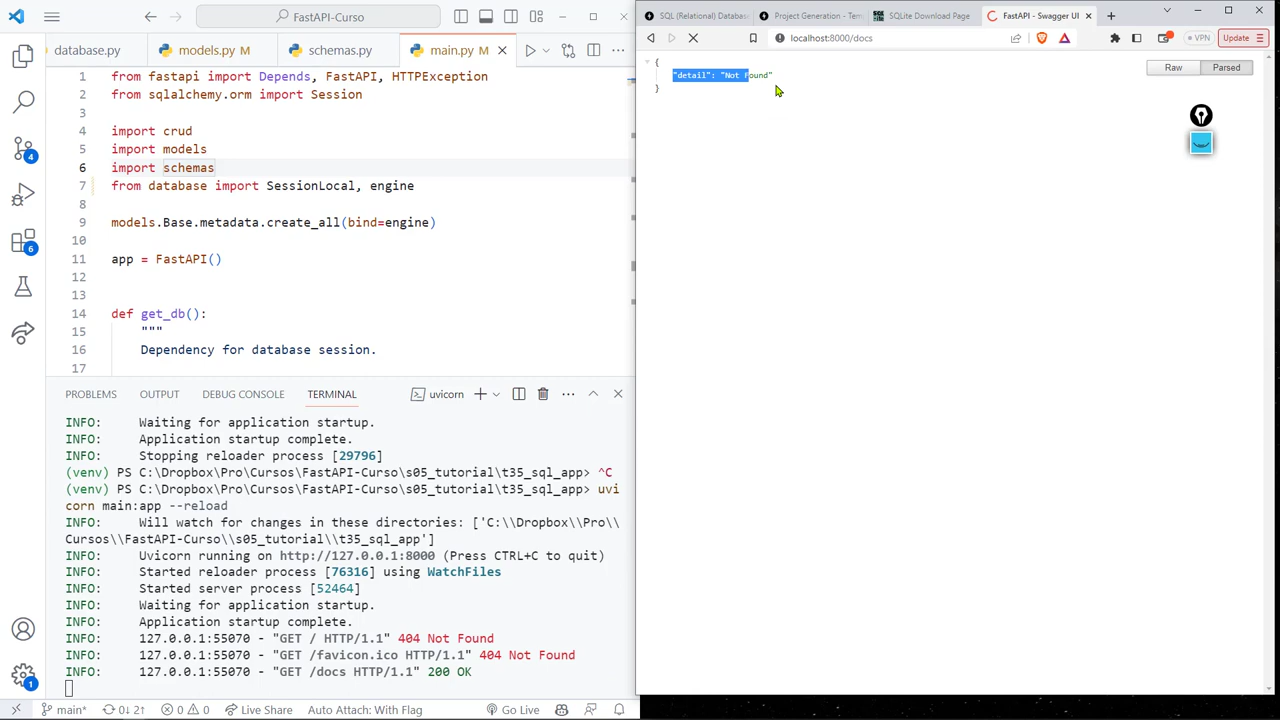 FastAPI-Curso
database.py
models.py M
schemas.py
main.py M
1 from fastapi import Depends, FastAPI, HTTPException
2 from sqlalchemy.orm import Session
3
4 import crud
5 import models
6 import schemas
7 from database import SessionLocal, engine
8
9 models.Base.metadata.create_all(bind=engine)
10
11 app = FastAPI()
12
13
14 def get_db():
15 """
16 Dependency for database session.
17
4
6
1
PROBLEMS OUTPUT DEBUG CONSOLE TERMINAL uvicorn
INFO: Waiting for application startup.
INFO: Application startup complete.
INFO: Stopping reloader process [29796]
(venv) PS C:\Dropbox\Pro\Cursos\FastAPI-Curso\s05_tutorial\t35_sql_app> ^C
(venv) PS C:\Dropbox\Pro\Cursos\FastAPI-Curso\s05_tutorial\t35_sql_app> uvi
corn main:app --reload
INFO: Will watch for changes in these directories: ['C:\\Dropbox\\Pro\\
Cursos\\FastAPI-Curso\\s05_tutorial\\t35_sql_app']
INFO: Uvicorn running on http://127.0.0.1:8000 (Press CTRL+C to quit)
INFO: Started reloader process [76316] using WatchFiles
INFO: Started server process [52464]
INFO: Waiting for application startup.
INFO: Application startup complete.
INFO: 127.0.0.1:55070 - "GET / HTTP/1.1" 404 Not Found
INFO: 127.0.0.1:55070 - "GET /favicon.ico HTTP/1.1" 404 Not Found
INFO: 127.0.0.1:55070 - "GET /docs HTTP/1.1" 200 OK
main* 0↓ 2↑ 0 0 Live Share Auto Attach: With Flag Go Live
SQL (Relational) Database
Project Generation - Tem
SQLite Download Page
FastAPI - Swagger UI
localhost:8000/docs
VPN
Update
{
"detail": "Not Found"
}
Raw Parsed